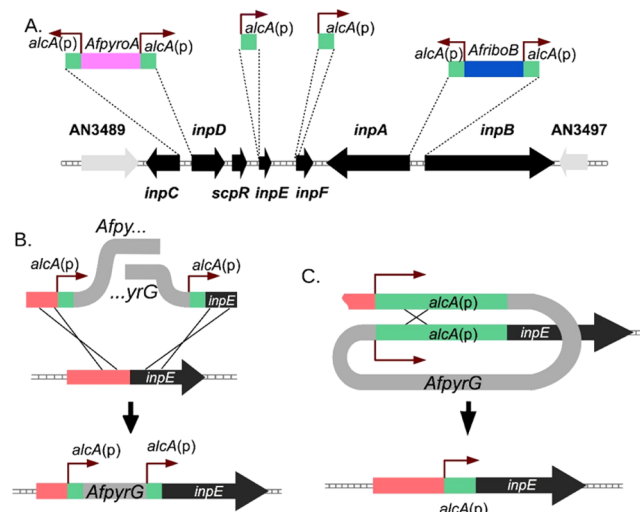 A.
alcA(p) AfpyroA alcA(p)
alcA(p)
alcA(p)
alcA(p) AfriboB alcA(p)
AN3489 inpD inpA inpB AN3497
inpC scpR inpE inpF
B.
Afpy...
alcA(p) alcA(p)
...yrG
inpE
inpE
alcA(p) alcA(p)
AfpyrG inpE
C.
alcA(p)
alcA(p) inpE
AfpyrG
inpE
alcA(p)